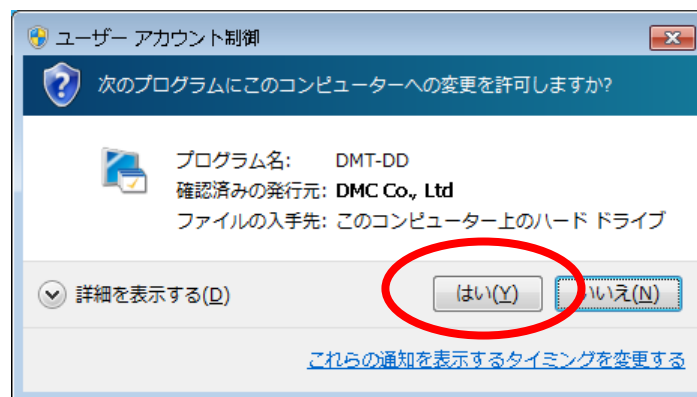 ユーザー アカウント制御
次のプログラムにこのコンピューターへの変更を許可しますか?
プログラム名: DMT-DD
確認済みの発行元: DMC Co., Ltd
ファイルの入手先: このコンピューター上のハード ドライブ
詳細を表示する(D) はい(Y) いいえ(N)
これらの通知を表示するタイミングを変更する